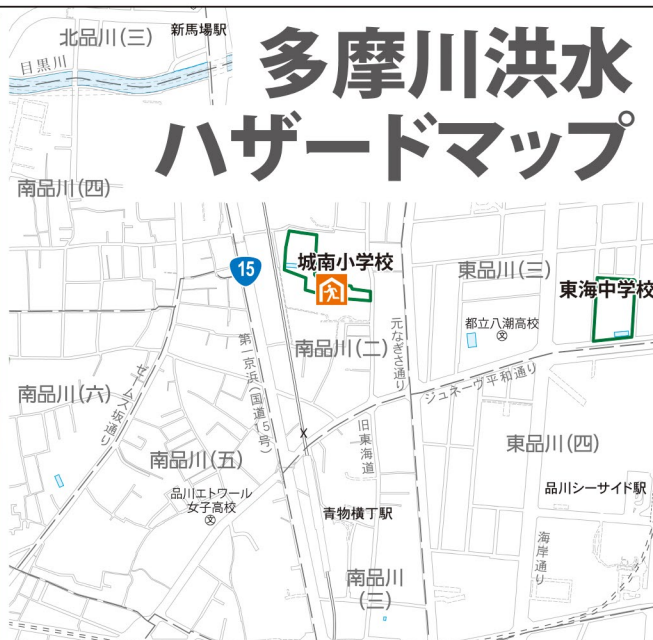 北品川(三)
新馬場駅
目黒川
多摩川洪水
ハザードマップ
南品川(四)
15
城南小学校
東品川(三)
東海中学校
都立八潮高校
文
南品川(二)
元なぎさ通り
第一京浜(国道15号)
ジュネーヴ平和通り
ゼームス坂通り
南品川(六)
旧東海道
東品川(四)
南品川(五)
品川エトワール
女子高校
文
青物横丁駅
品川シーサイド駅
海岸通り
南品川
(三)